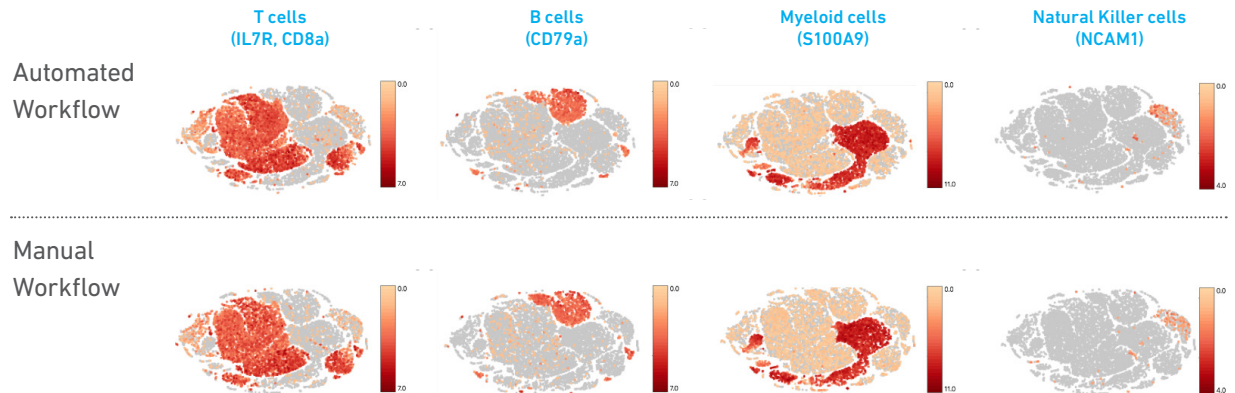 T cells
(IL7R, CD8a)
B cells
(CD79a)
Myeloid cells
(S100A9)
Natural Killer cells
(NCAM1)
Automated
Workflow
0.0
7.0
0.0
7.0
0.0
11.0
0.0
4.0
Manual
Workflow
0.0
7.0
0.0
7.0
0.0
11.0
0.0
4.0